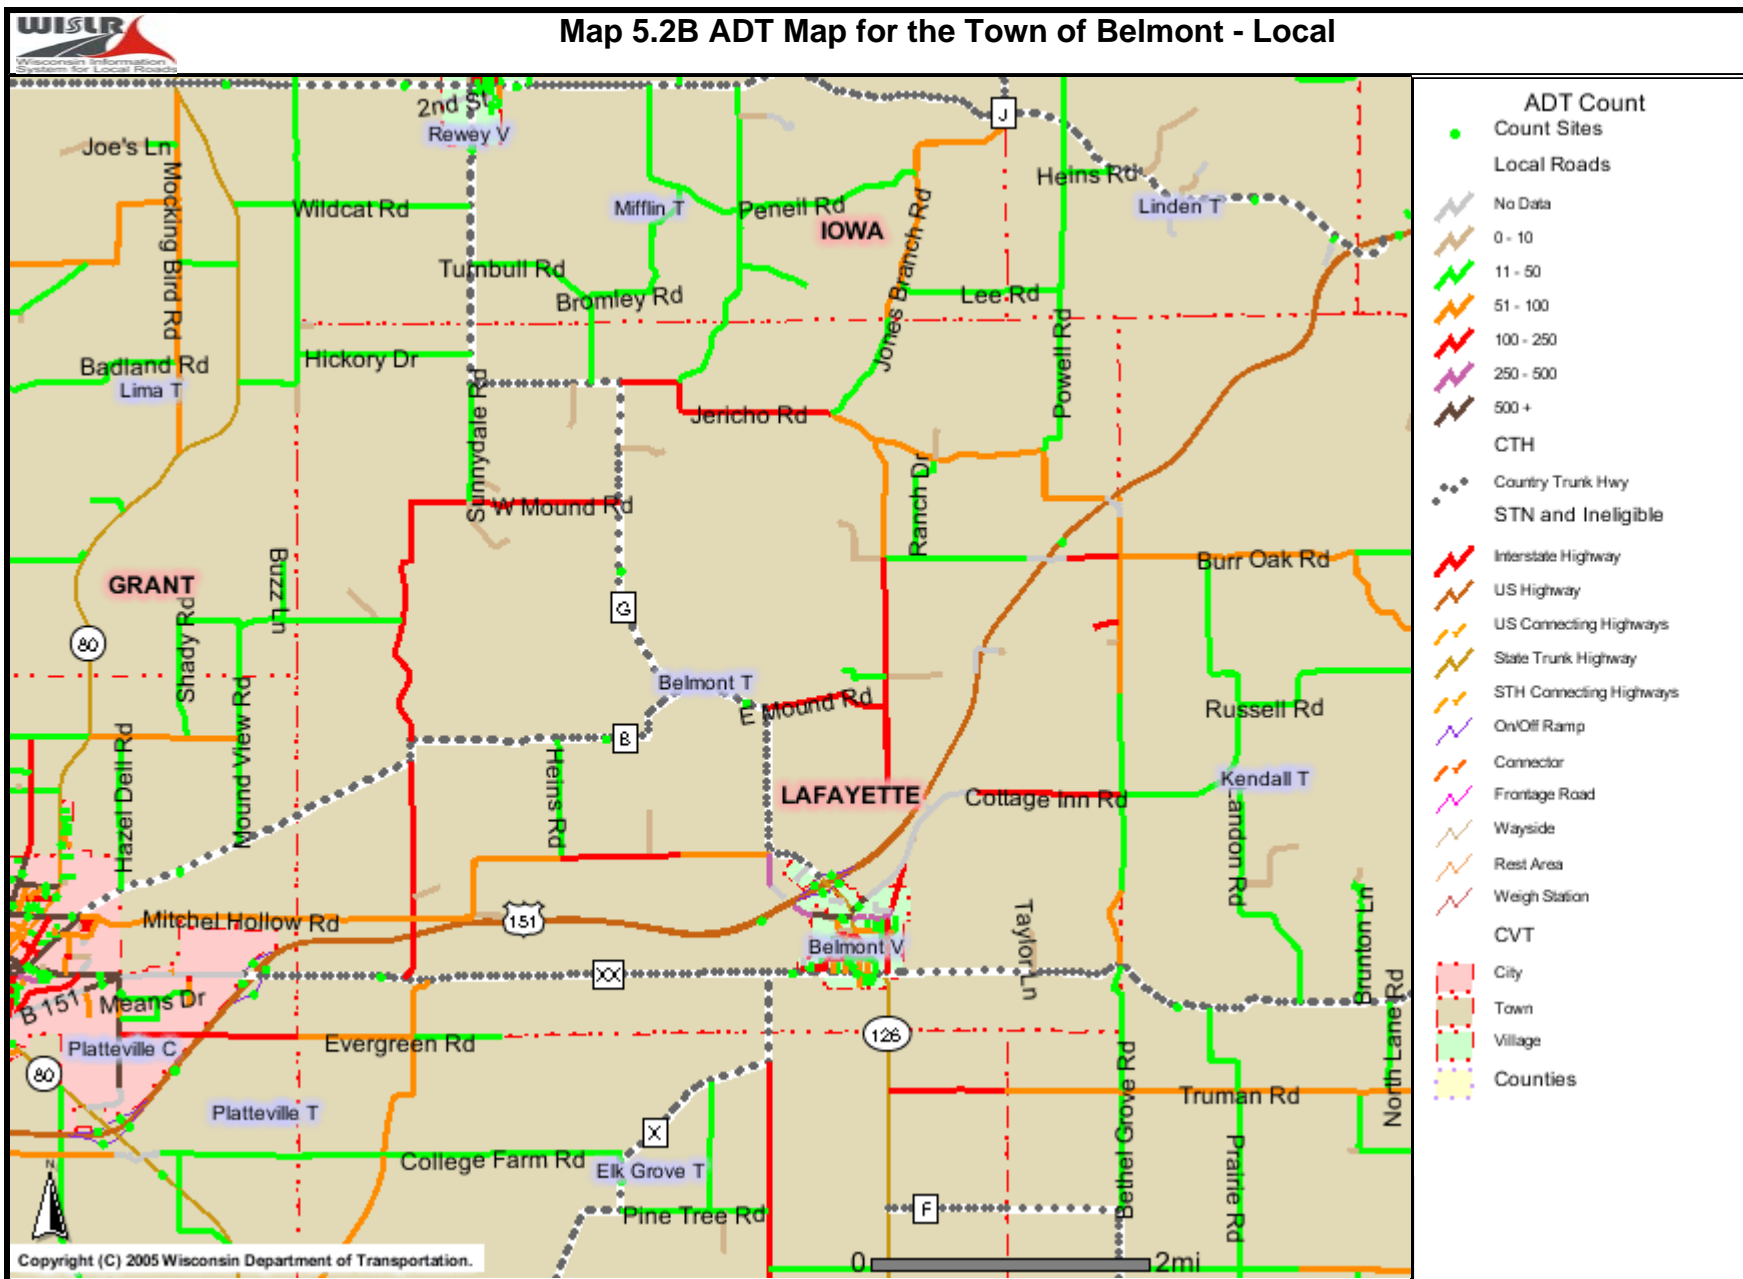 WISLR
Wisconsin Information
System for Local Roads
Map 5.2B ADT Map for the Town of Belmont - Local
2nd St
Rewey V
J
Joe's Ln
Heins Rd
Mocking Bird Rd
Wildcat Rd
Mifflin T
Peneil Rd
IOWA
Linden T
Jones Branch Rd
Turnbull Rd
Bromley Rd
Lee Rd
Powell Rd
Badland Rd
Lima T
Hickory Dr
Sunnydale Rd
Jericho Rd
Ranch Dr
W Mound Rd
Buzz Ln
Burr Oak Rd
GRANT
Shady Rd
G
80
Mound View Rd
Belmont T
E Mound Rd
Russell Rd
Hazel Dell Rd
B
Heins Rd
LAFAYETTE
Cottage Inn Rd
Kendall T
Landon Rd
Mitchel Hollow Rd
151
Belmont V
Taylor Ln
Brunton Ln
XX
North Lane Rd
B 151
Means Dr
Platteville C
Evergreen Rd
126
80
Platteville T
Truman Rd
Bethel Grove Rd
Prairie Rd
X
College Farm Rd
Elk Grove T
Pine Tree Rd
F
N
Copyright (C) 2005 Wisconsin Department of Transportation.
0
2mi
ADT Count
Count Sites
Local Roads
No Data
0 - 10
11 - 50
51 - 100
100 - 250
250 - 500
500 +
CTH
Country Trunk Hwy
STN and Ineligible
Interstate Highway
US Highway
US Connecting Highways
State Trunk Highway
STH Connecting Highways
On/Off Ramp
Connector
Frontage Road
Wayside
Rest Area
Weigh Station
CVT
City
Town
Village
Counties